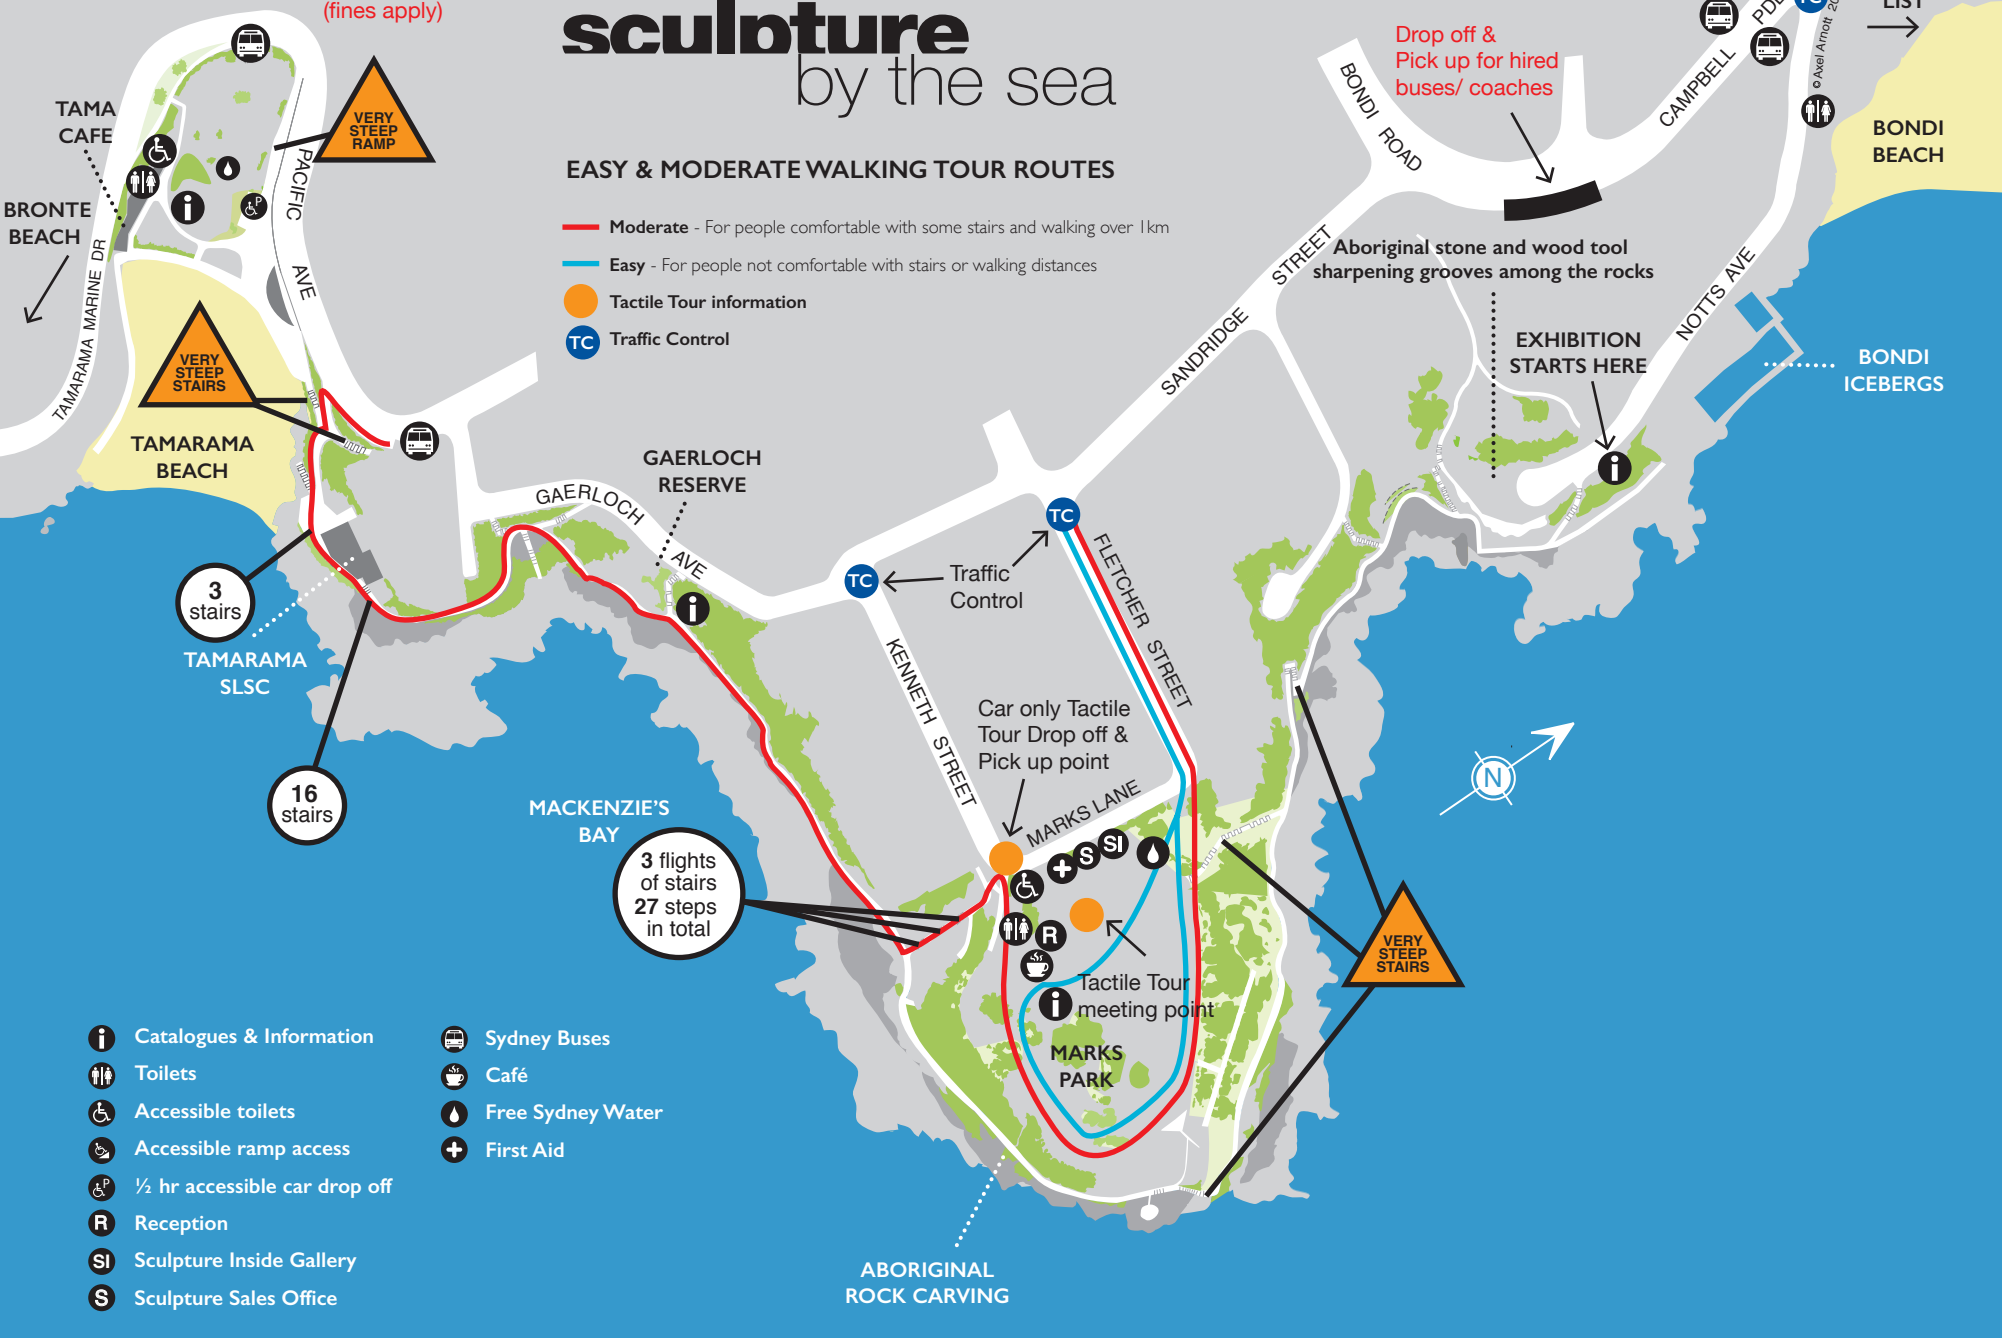 (fines apply)
sculpture
by the sea
EASY & MODERATE WALKING TOUR ROUTES
Moderate - For people comfortable with some stairs and walking over 1km
Easy - For people not comfortable with stairs or walking distances
Tactile Tour information
TC Traffic Control
VERY
STEEP
RAMP
TAMA
CAFE
BRONTE
BEACH
P
PACIFIC
AVE
TAMARAMA MARINE DR
VERY
STEEP
STAIRS
TAMARAMA
BEACH
3
stairs
TAMARAMA
SLSC
16
stairs
GAERLOCH
AVE
GAERLOCH
RESERVE
MACKENZIE'S
BAY
3 flights
of stairs
27 steps
in total
TC
TC
Traffic
Control
KENNETH STREET
FLETCHER STREET
Car only Tactile
Tour Drop off &
Pick up point
MARKS LANE
S
SI
R
i
i
i
Tactile Tour
meeting point
MARKS
PARK
ABORIGINAL
ROCK CARVING
VERY
STEEP
STAIRS
N
Drop off &
Pick up for hired
buses/ coaches
BONDI ROAD
CAMPBELL
TC
© Axel Arnott
LIST
BONDI
BEACH
SANDRIDGE STREET
Aboriginal stone and wood tool
sharpening grooves among the rocks
NOTTS AVE
EXHIBITION
STARTS HERE
i
BONDI
ICEBERGS
i Catalogues & Information
Toilets
Accessible toilets
Accessible ramp access
P ½ hr accessible car drop off
R Reception
SI Sculpture Inside Gallery
S Sculpture Sales Office
Sydney Buses
Café
Free Sydney Water
First Aid